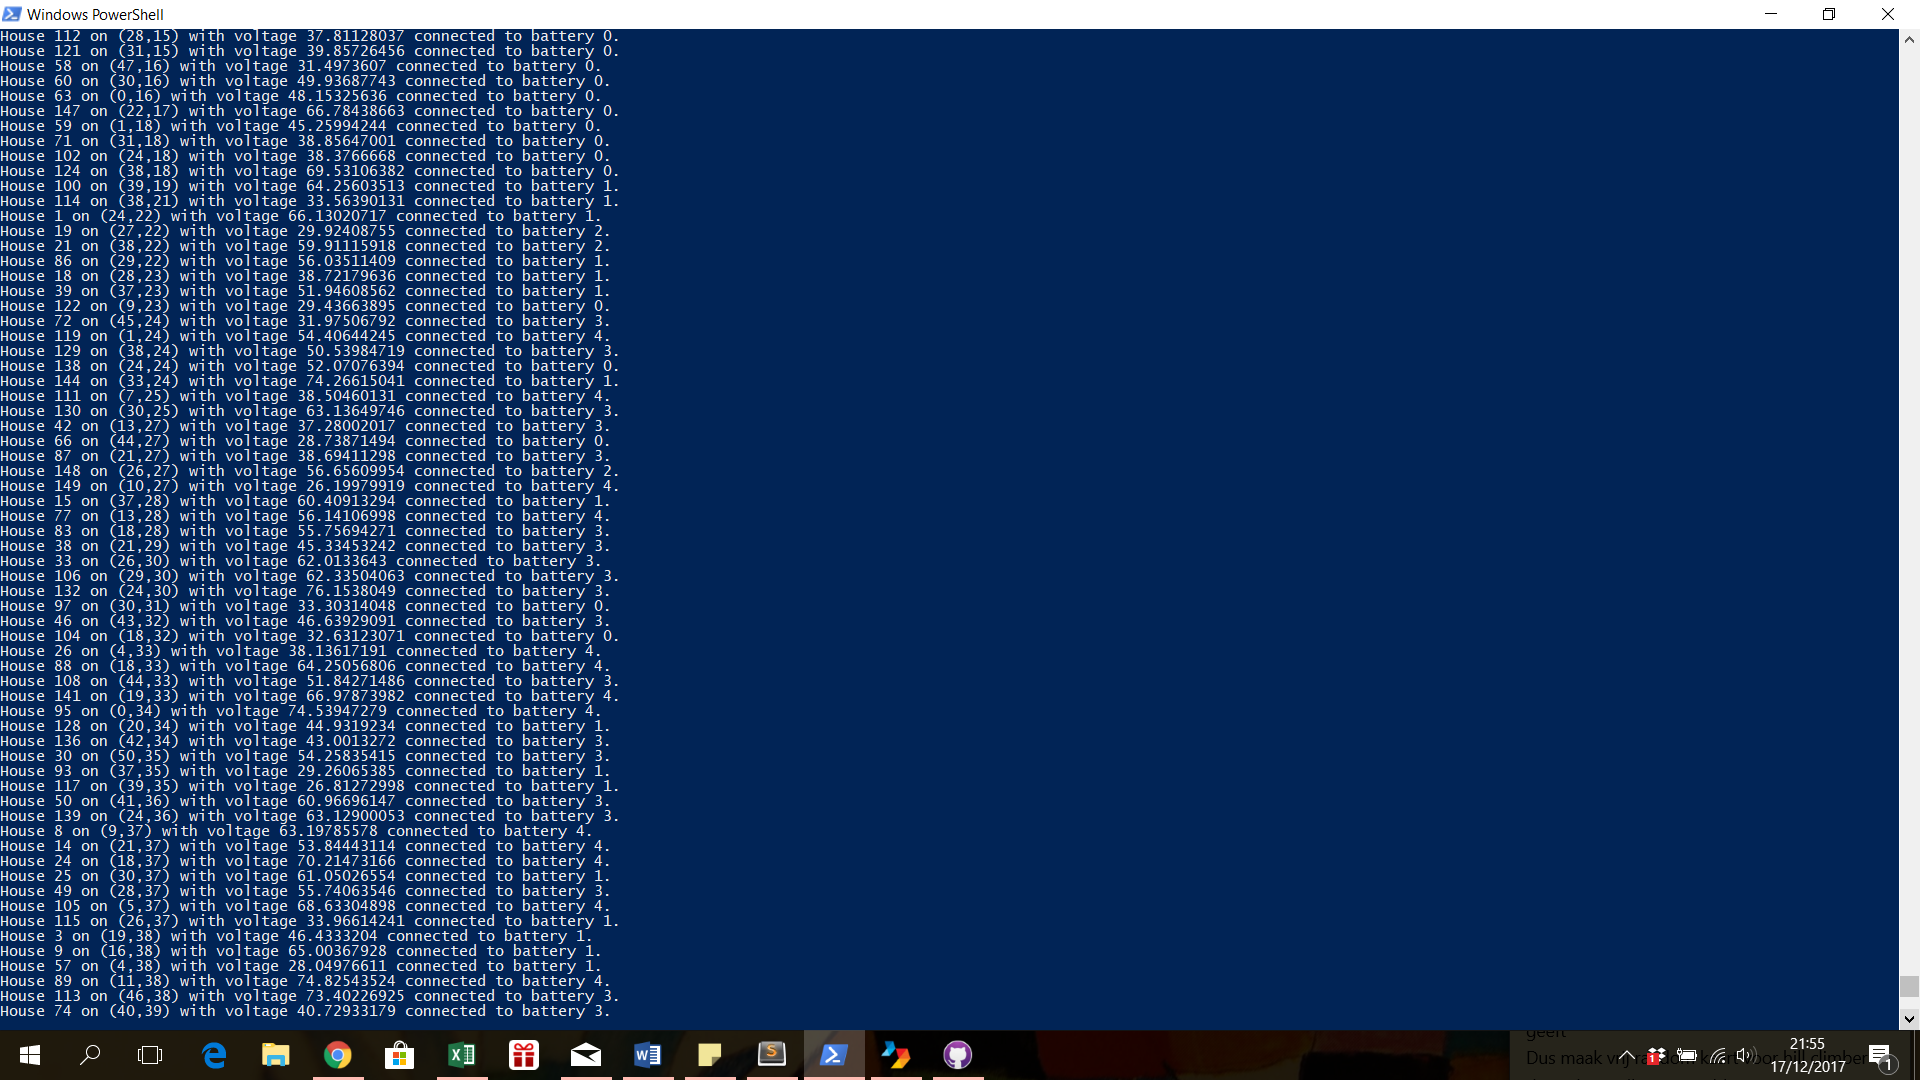 Windows PowerShell
House 112 on (28,15) with voltage 37.81128037 connected to battery 0.
House 121 on (31,15) with voltage 39.85726456 connected to battery 0.
House 58 on (47,16) with voltage 31.4973607 connected to battery 0.
House 60 on (30,16) with voltage 49.93687743 connected to battery 0.
House 63 on (0,16) with voltage 48.15325636 connected to battery 0.
House 147 on (22,17) with voltage 66.78438663 connected to battery 0.
House 59 on (1,18) with voltage 45.25994244 connected to battery 0.
House 71 on (31,18) with voltage 38.85647001 connected to battery 0.
House 102 on (24,18) with voltage 38.3766668 connected to battery 0.
House 124 on (38,18) with voltage 69.53106382 connected to battery 0.
House 100 on (39,19) with voltage 64.25603513 connected to battery 1.
House 114 on (38,21) with voltage 33.56390131 connected to battery 1.
House 1 on (24,22) with voltage 66.13020717 connected to battery 1.
House 19 on (27,22) with voltage 29.92408755 connected to battery 2.
House 21 on (38,22) with voltage 59.91115918 connected to battery 2.
House 86 on (29,22) with voltage 56.03511409 connected to battery 1.
House 18 on (28,23) with voltage 38.72179636 connected to battery 1.
House 39 on (37,23) with voltage 51.94608562 connected to battery 1.
House 122 on (9,23) with voltage 29.43663895 connected to battery 0.
House 72 on (45,24) with voltage 31.97506792 connected to battery 3.
House 119 on (1,24) with voltage 54.40644245 connected to battery 4.
House 129 on (38,24) with voltage 50.53984719 connected to battery 3.
House 138 on (24,24) with voltage 52.07076394 connected to battery 0.
House 144 on (33,24) with voltage 74.26615041 connected to battery 1.
House 111 on (7,25) with voltage 38.50460131 connected to battery 4.
House 130 on (30,25) with voltage 63.13649746 connected to battery 3.
House 42 on (13,27) with voltage 37.28002017 connected to battery 3.
House 66 on (44,27) with voltage 28.73871494 connected to battery 0.
House 87 on (21,27) with voltage 38.69411298 connected to battery 3.
House 148 on (26,27) with voltage 56.65609954 connected to battery 2.
House 149 on (10,27) with voltage 26.19979919 connected to battery 4.
House 15 on (37,28) with voltage 60.40913294 connected to battery 1.
House 77 on (13,28) with voltage 56.14106998 connected to battery 4.
House 83 on (18,28) with voltage 55.75694271 connected to battery 3.
House 38 on (21,29) with voltage 45.33453242 connected to battery 3.
House 33 on (26,30) with voltage 62.0133643 connected to battery 3.
House 106 on (29,30) with voltage 62.33504063 connected to battery 3.
House 132 on (24,30) with voltage 76.1538049 connected to battery 3.
House 97 on (30,31) with voltage 33.30314048 connected to battery 0.
House 46 on (43,32) with voltage 46.63929091 connected to battery 3.
House 104 on (18,32) with voltage 32.63123071 connected to battery 0.
House 26 on (4,33) with voltage 38.13617191 connected to battery 4.
House 88 on (18,33) with voltage 64.25056806 connected to battery 4.
House 108 on (44,33) with voltage 51.84271486 connected to battery 3.
House 141 on (19,33) with voltage 66.97873982 connected to battery 4.
House 95 on (0,34) with voltage 74.53947279 connected to battery 4.
House 128 on (20,34) with voltage 44.9319234 connected to battery 1.
House 136 on (42,34) with voltage 43.0013272 connected to battery 3.
House 30 on (50,35) with voltage 54.25835415 connected to battery 3.
House 93 on (37,35) with voltage 29.26065385 connected to battery 1.
House 117 on (39,35) with voltage 26.81272998 connected to battery 1.
House 50 on (41,36) with voltage 60.96696147 connected to battery 3.
House 139 on (24,36) with voltage 63.12900053 connected to battery 3.
House 8 on (9,37) with voltage 63.19785578 connected to battery 4.
House 14 on (21,37) with voltage 53.84443114 connected to battery 4.
House 24 on (18,37) with voltage 70.21473166 connected to battery 4.
House 25 on (30,37) with voltage 61.05026554 connected to battery 1.
House 49 on (28,37) with voltage 55.74063546 connected to battery 3.
House 105 on (5,37) with voltage 68.63304898 connected to battery 4.
House 115 on (26,37) with voltage 33.96614241 connected to battery 1.
House 3 on (19,38) with voltage 46.4333204 connected to battery 1.
House 9 on (16,38) with voltage 65.00367928 connected to battery 1.
House 57 on (4,38) with voltage 28.04976611 connected to battery 1.
House 89 on (11,38) with voltage 74.82543524 connected to battery 4.
House 113 on (46,38) with voltage 73.40226925 connected to battery 3.
House 74 on (40,39) with voltage 40.72933179 connected to battery 3.
geeft
Dus maak vrij hill climber
21:55
17/12/2017
1